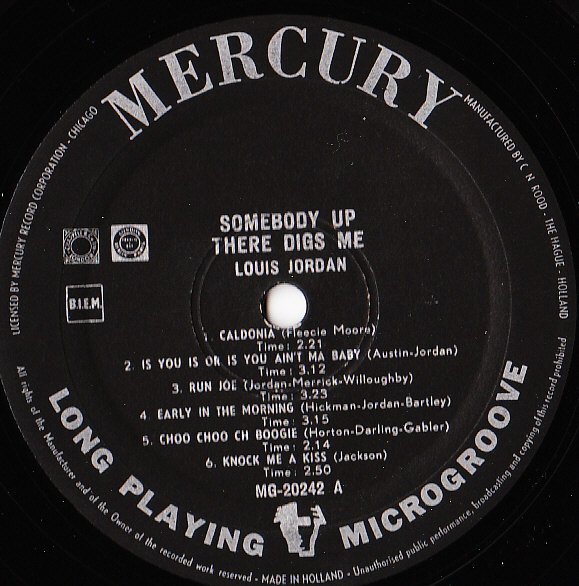 MERCURY
LICENSED BY MERCURY RECORD CORPORATION - CHICAGO
MANUFACTURED BY C. N. ROOD - THE HAGUE - HOLLAND
SOMEBODY UP
THERE DIGS ME
LOUIS JORDAN
B.I.E.M.
1. CALDONIA (Fleecie Moore)
Time: 2.21
2. IS YOU IS OR IS YOU AIN'T MA BABY (Austin-Jordan)
Time: 3.12
3. RUN JOE (Jordan-Merrick-Willoughby)
Time: 3.23
4. EARLY IN THE MORNING (Hickman-Jordan-Bartley)
Time: 3.15
5. CHOO CHOO CH BOOGIE (Horton-Darling-Gabler)
Time: 2.14
6. KNOCK ME A KISS (Jackson)
Time: 2.50
MG-20242 A
LONG PLAYING MICROGROOVE
All rights of the Manufacturer and of the Owner of the recorded work reserved - MADE IN HOLLAND - Unauthorised public performance, broadcasting and copying of this record prohibited